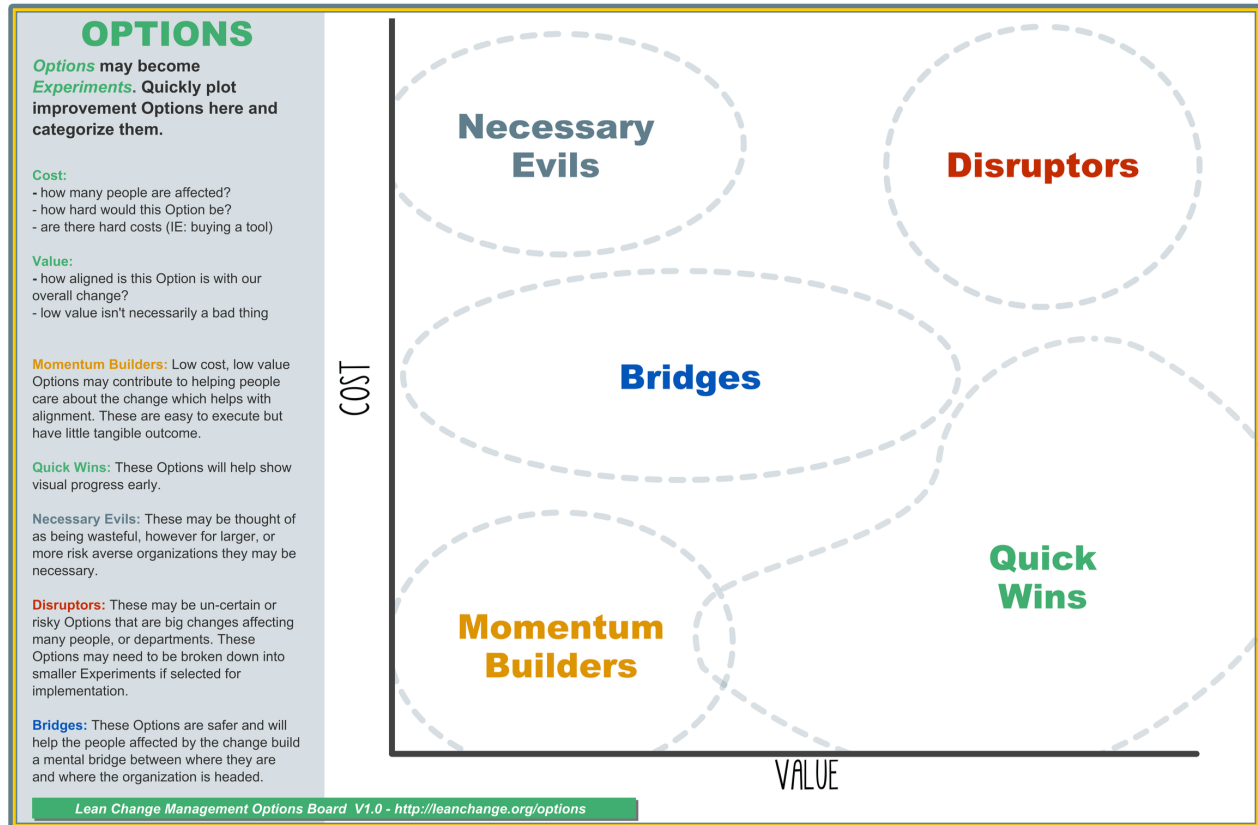 OPTIONS
Options may become
Experiments. Quickly plot
improvement Options here and
categorize them.
Cost:
- how many people are affected?
- how hard would this Option be?
- are there hard costs (IE: buying a tool)
Value:
- how aligned is this Option is with our
overall change?
- low value isn't necessarily a bad thing
Momentum Builders: Low cost, low value
Options may contribute to helping people
care about the change which helps with
alignment. These are easy to execute but
have little tangible outcome.
Quick Wins: These Options will help show
visual progress early.
Necessary Evils: These may be thought of
as being wasteful, however for larger, or
more risk averse organizations they may be
necessary.
Disruptors: These may be un-certain or
risky Options that are big changes affecting
many people, or departments. These
Options may need to be broken down into
smaller Experiments if selected for
implementation.
Bridges: These Options are safer and will
help the people affected by the change build
a mental bridge between where they are
and where the organization is headed.
Lean Change Management Options Board V1.0 - http://leanchange.org/options
COST
Necessary
Evils
Disruptors
Bridges
Quick
Wins
Momentum
Builders
VALUE